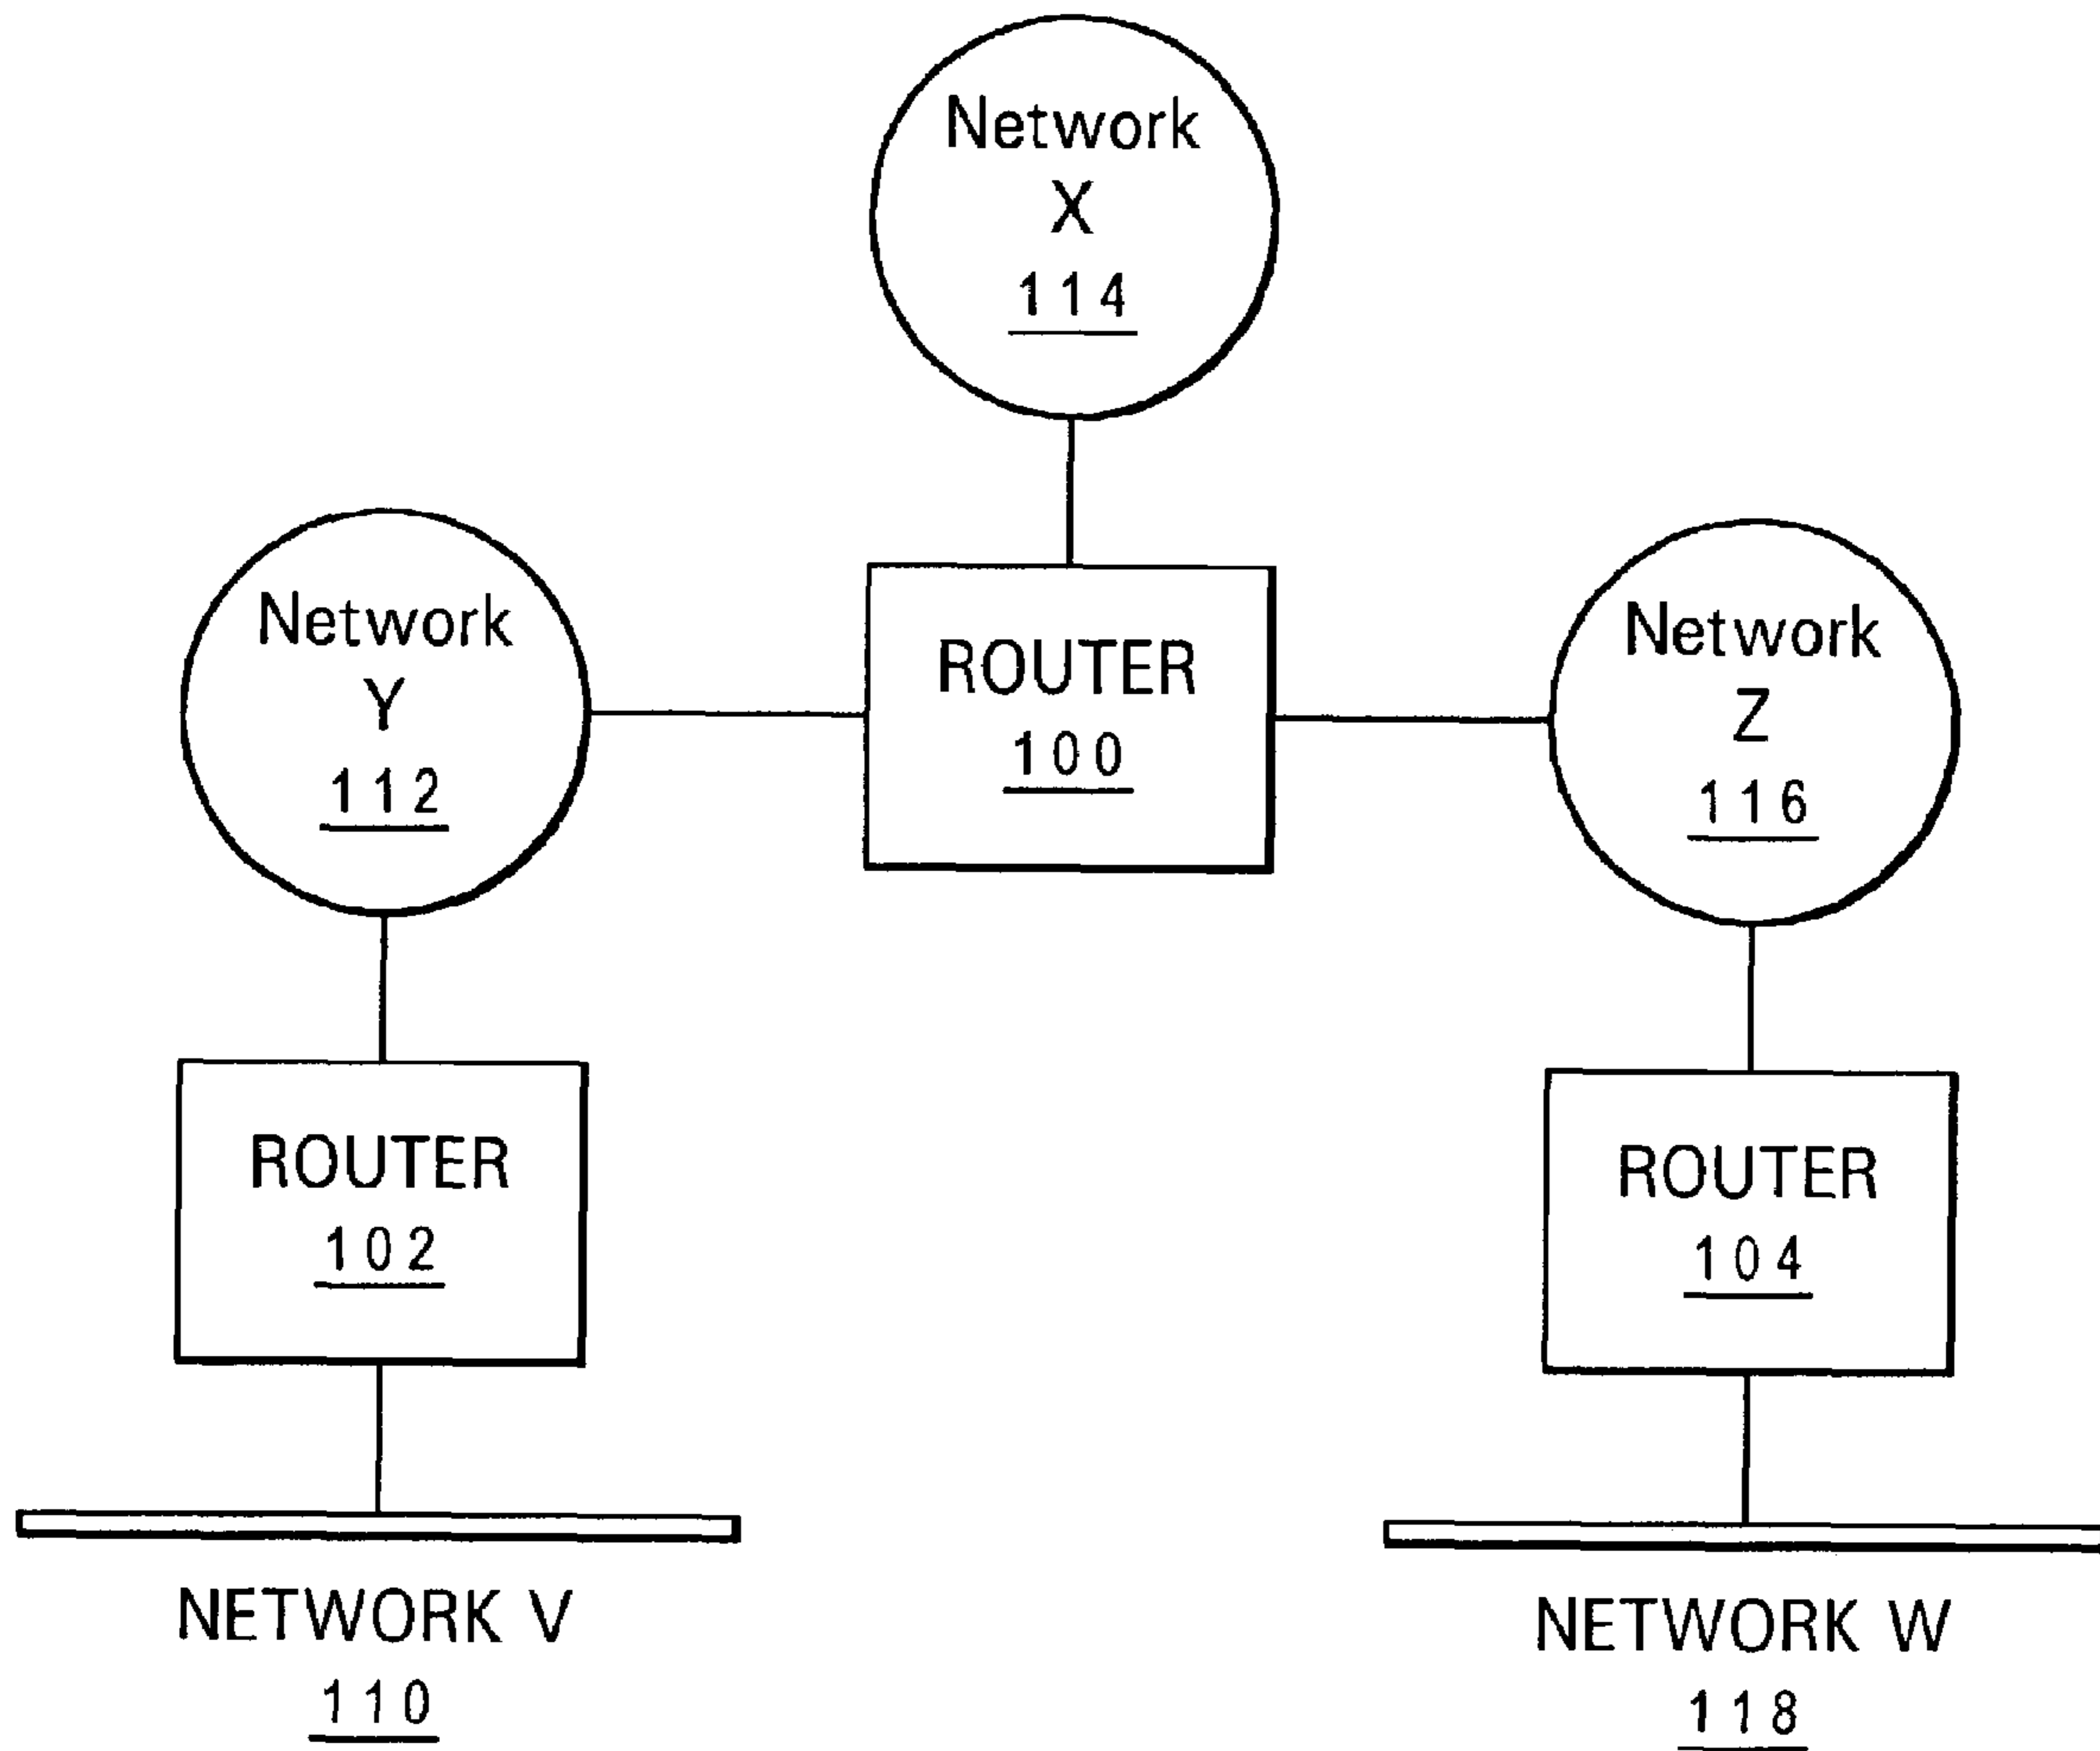 Network
X
114
Network
Y
112
ROUTER
100
Network
Z
116
ROUTER
102
ROUTER
104
NETWORK V
110
NETWORK W
118